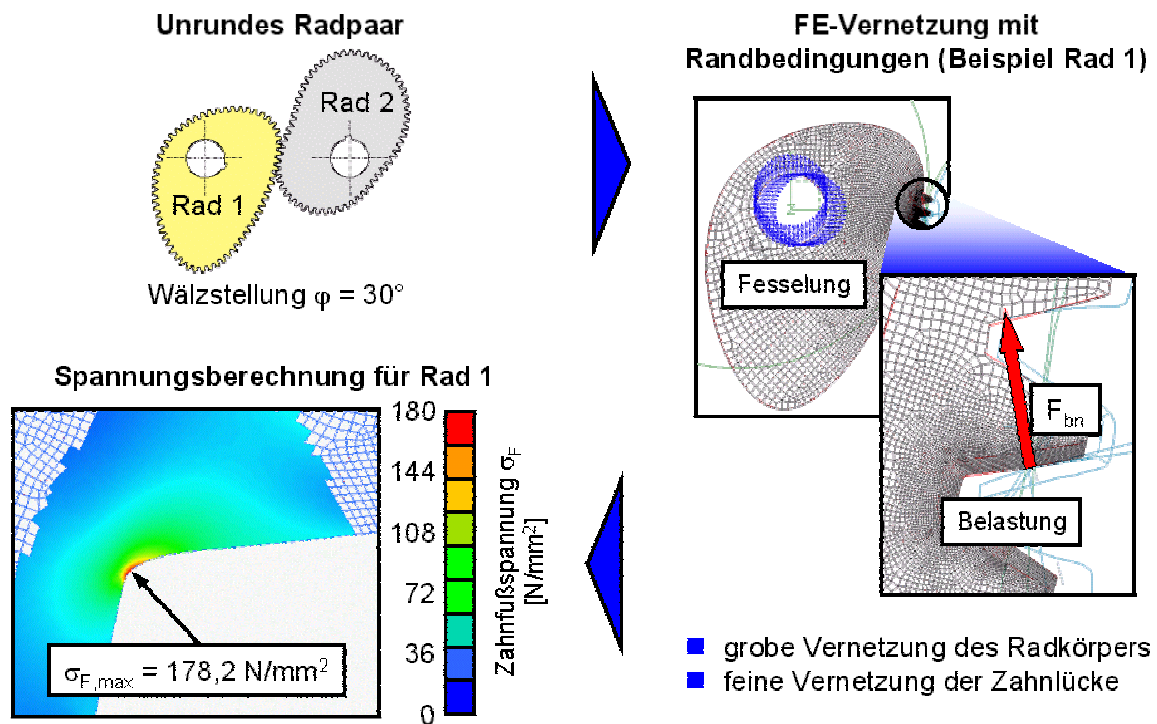 Unrundes Radpaar
Rad 2
Rad 1
Wälzstellung φ = 30°
FE-Vernetzung mit
Randbedingungen (Beispiel Rad 1)
Z
Fesselung
F_bn
Belastung
grobe Vernetzung des Radkörpers
feine Vernetzung der Zahnlücke
Spannungsberechnung für Rad 1
180
144
108
72
36
0
Zahnfußspannung σ_F
[N/mm²]
σ_F,max = 178,2 N/mm²